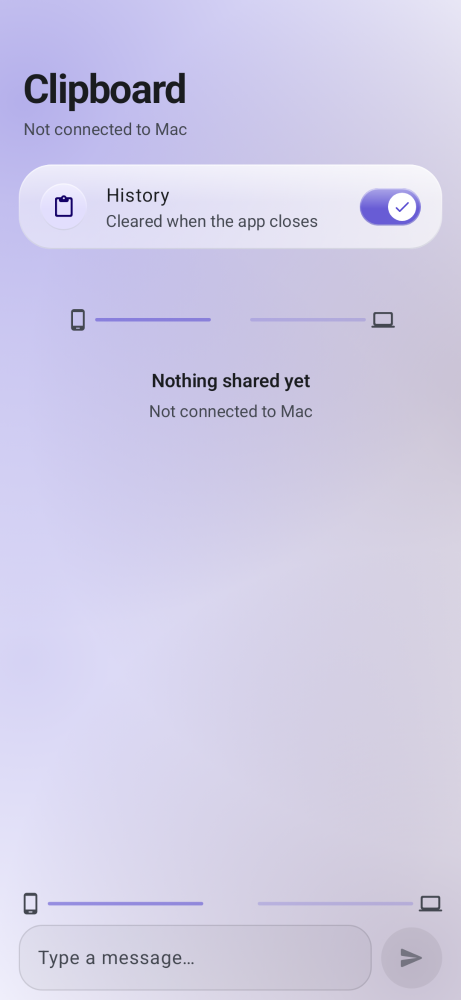 Clipboard
Not connected to Mac
History
Cleared when the app closes
Nothing shared yet
Not connected to Mac
Type a message…